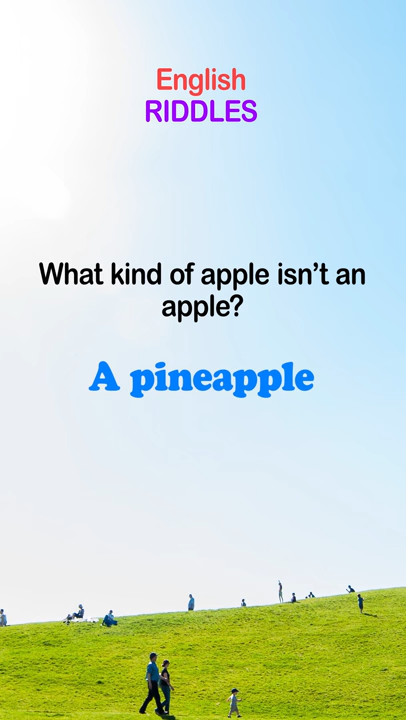 English
RIDDLES
What kind of apple isn’t an
apple?
A pineapple